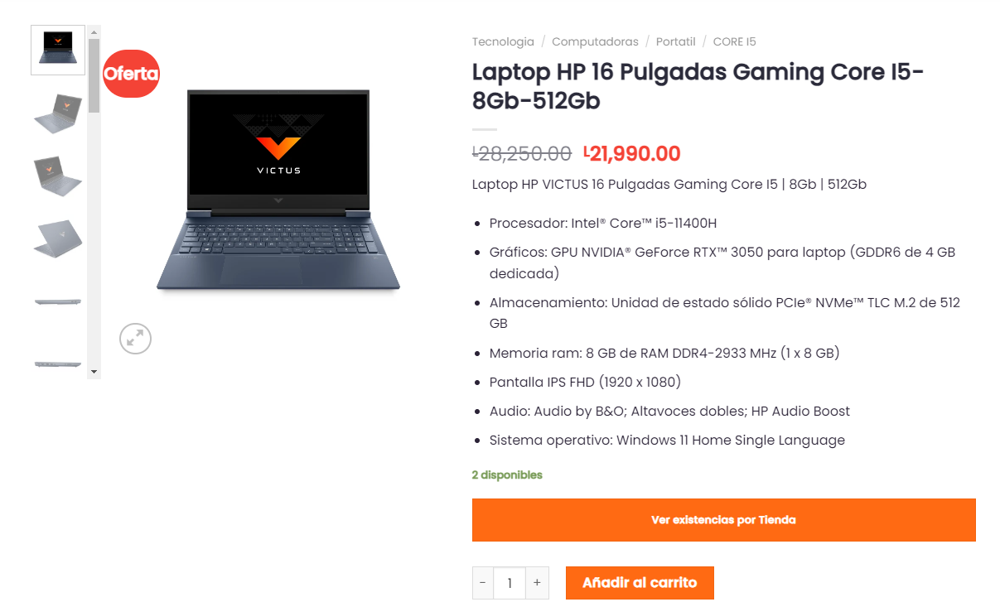 Oferta
VICTUS
Tecnologia / Computadoras / Portatil / CORE I5
Laptop HP 16 Pulgadas Gaming Core I5-
8Gb-512Gb
L28,250.00 L21,990.00
Laptop HP VICTUS 16 Pulgadas Gaming Core I5 | 8Gb | 512Gb
Procesador: Intel® Core™ i5-11400H
Gráficos: GPU NVIDIA® GeForce RTX™ 3050 para laptop (GDDR6 de 4 GB
dedicada)
Almacenamiento: Unidad de estado sólido PCIe® NVMe™ TLC M.2 de 512
GB
Memoria ram: 8 GB de RAM DDR4-2933 MHz (1 x 8 GB)
Pantalla IPS FHD (1920 x 1080)
Audio: Audio by B&O; Altavoces dobles; HP Audio Boost
Sistema operativo: Windows 11 Home Single Language
2 disponibles
Ver existencias por Tienda
- 1 +
Añadir al carrito